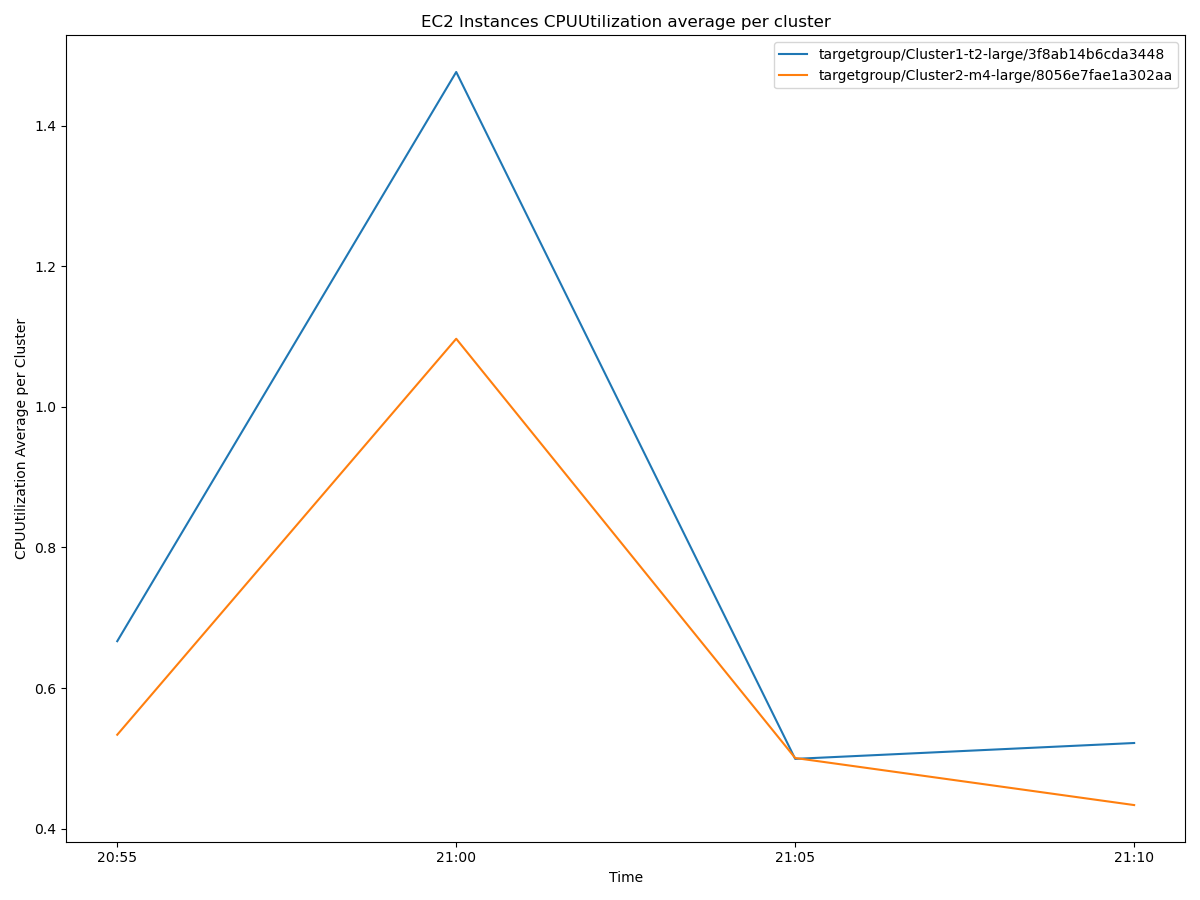 EC2 Instances CPUUtilization average per cluster
targetgroup/Cluster1-t2-large/3f8ab14b6cda3448
targetgroup/Cluster2-m4-large/8056e7fae1a302aa
CPUUtilization Average per Cluster
1.4
1.2
1.0
0.8
0.6
0.4
20:55 21:00 21:05 21:10
Time